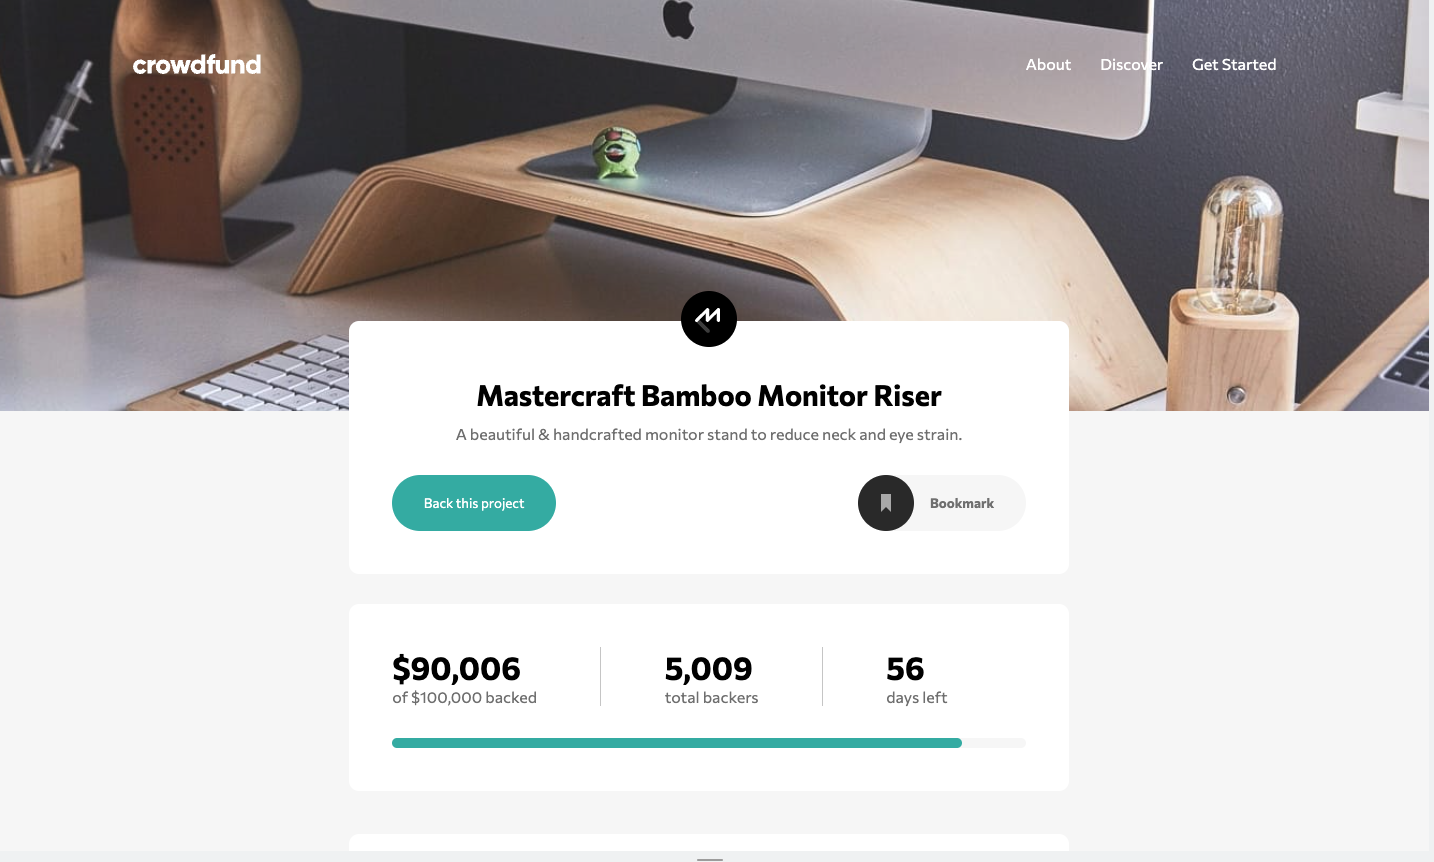 crowdfund
About Discover Get Started
Mastercraft Bamboo Monitor Riser
A beautiful & handcrafted monitor stand to reduce neck and eye strain.
Back this project
Bookmark
$90,006
of $100,000 backed
5,009
total backers
56
days left